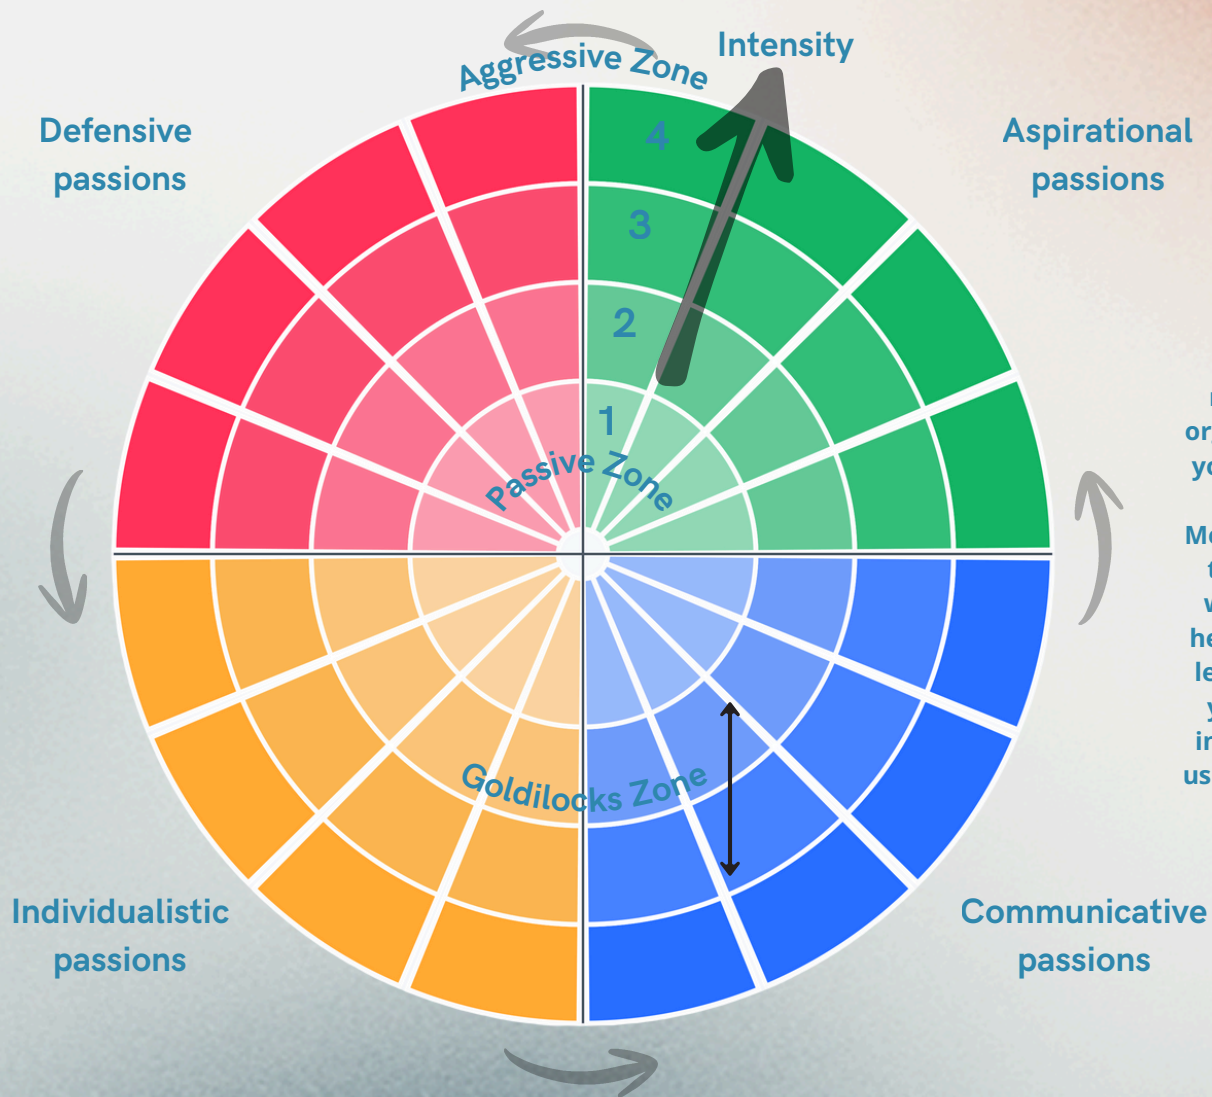 Intensity
Aggressive Zone
Defensive
passions
Aspirational
passions
4
3
2
1
Passive Zone
Goldilocks Zone
Individualistic
passions
Communicative
passions